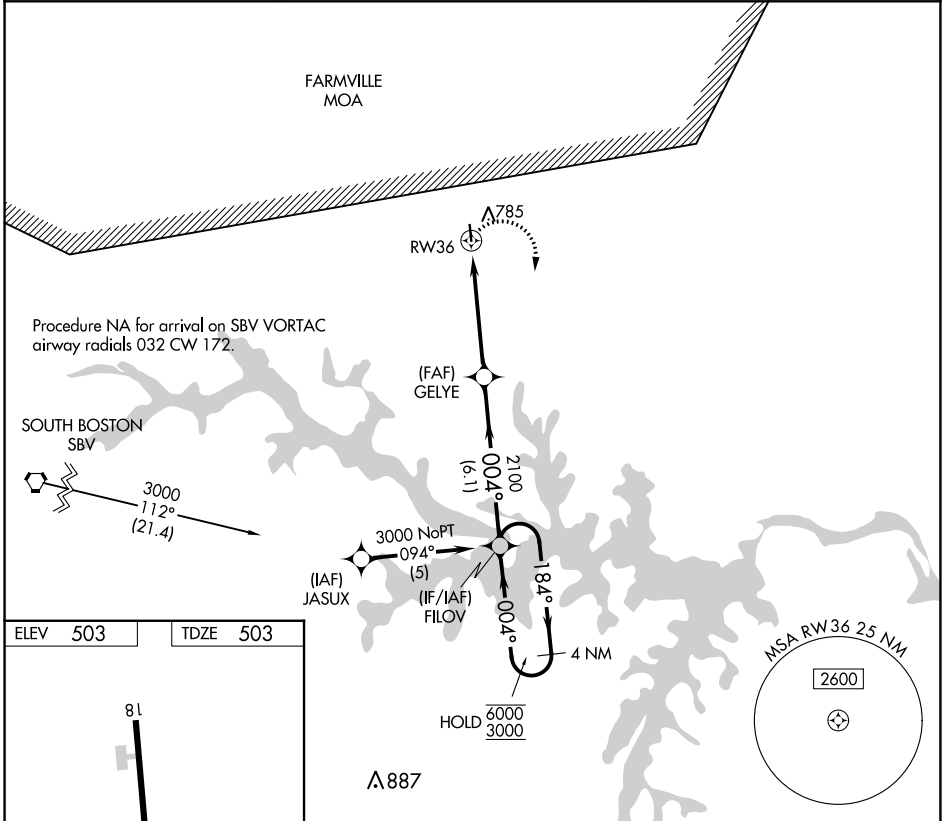 FARMVILLE
MOA
785
RW36
Procedure NA for arrival on SBV VORTAC
airway radials 032 CW 172.
(FAF)
GELYE
SOUTH BOSTON
SBV
3000
112°
(21.4)
2100
004°
(6.1)
3000 NoPT
094°
(5)
(IAF)
JASUX
(IF/IAF)
FILOV
184°
004°
4 NM
HOLD 6000
3000
887
MSA RW36 25 NM
2600
ELEV 503
TDZE 503
18